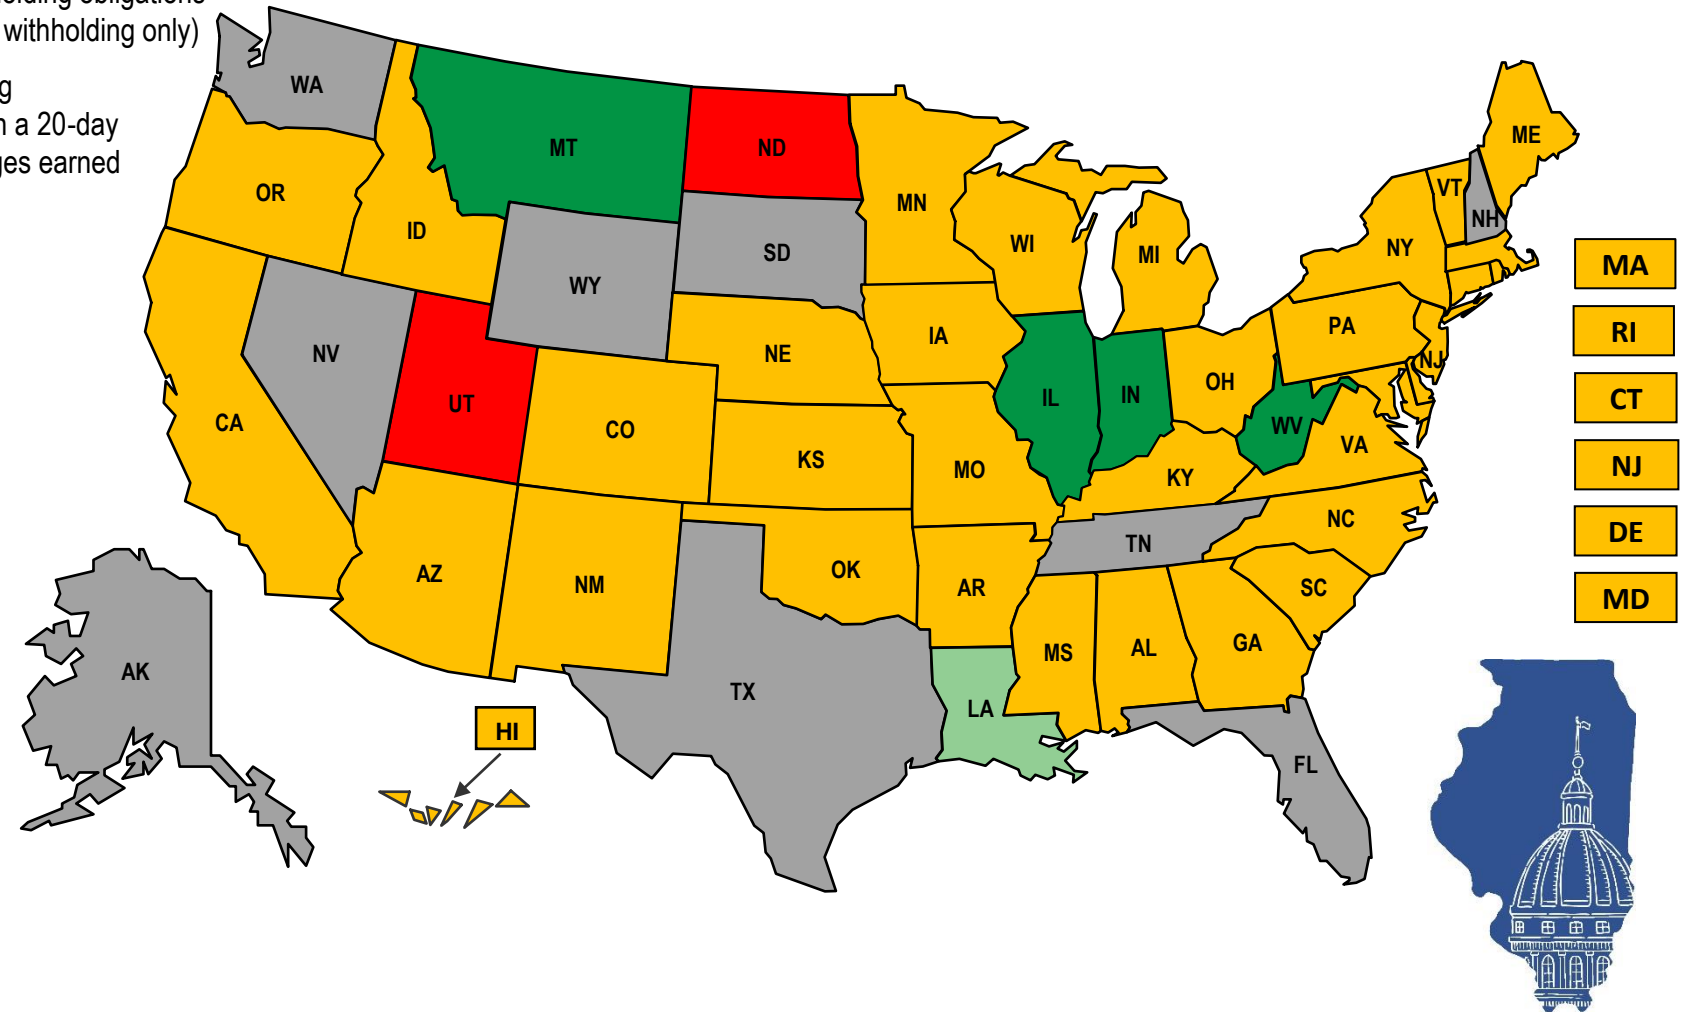 olding obligations
withholding only)
g
a 20-day
ges earned
WA
MT
ND
ME
OR
MN
VT
ID
NH
WI
NY
SD
MI
MA
WY
PA
RI
IA
NV
NE
NJ
OH
IN
IL
CT
UT
CA
CO
WV
VA
KS
MO
NJ
KY
NC
DE
TN
AZ
OK
NM
AR
SC
MD
GA
AL
MS
AK
TX
LA
HI
FL